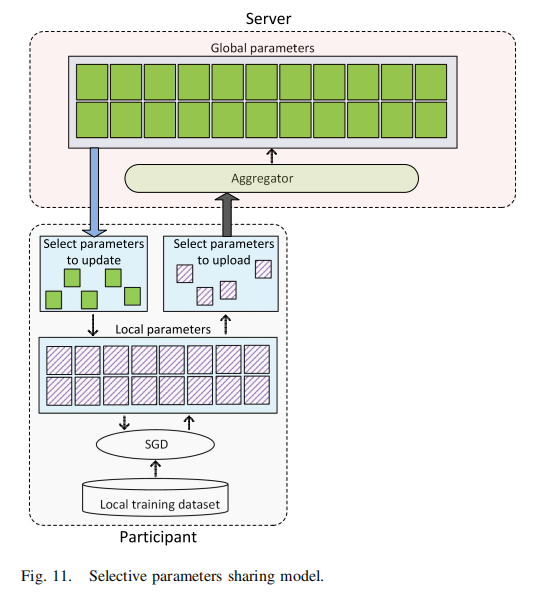 Server
Global parameters
Aggregator
Select parameters
to update
Select parameters
to upload
Local parameters
SGD
Local training dataset
Participant
Fig. 11. Selective parameters sharing model.